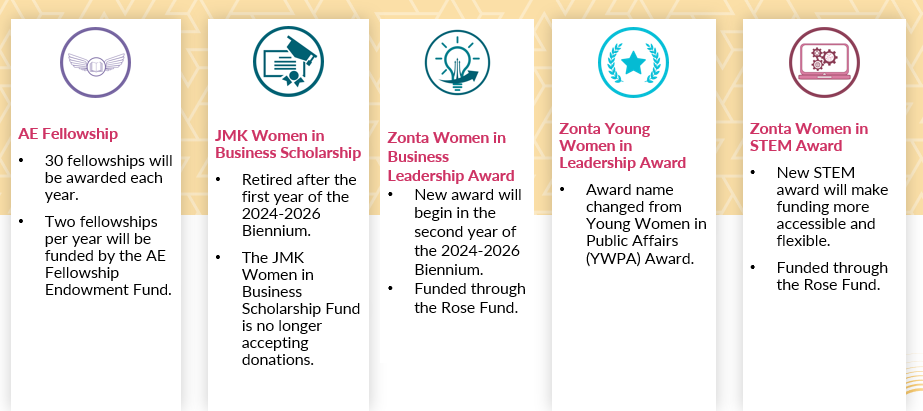 AE Fellowship
• 30 fellowships will
be awarded each
year.
• Two fellowships
per year will be
funded by the AE
Fellowship
Endowment Fund.
JMK Women in
Business Scholarship
• Retired after the
first year of the
2024-2026
Biennium.
• The JMK
Women in
Business
Scholarship Fund
is no longer
accepting
donations.
Zonta Women in
Business
Leadership Award
• New award will
begin in the
second year of
the 2024-2026
Biennium.
• Funded through
the Rose Fund.
Zonta Young
Women in
Leadership Award
• Award name
changed from
Young Women in
Public Affairs
(YWPA) Award.
Zonta Women in
STEM Award
• New STEM
award will make
funding more
accessible and
flexible.
• Funded through
the Rose Fund.